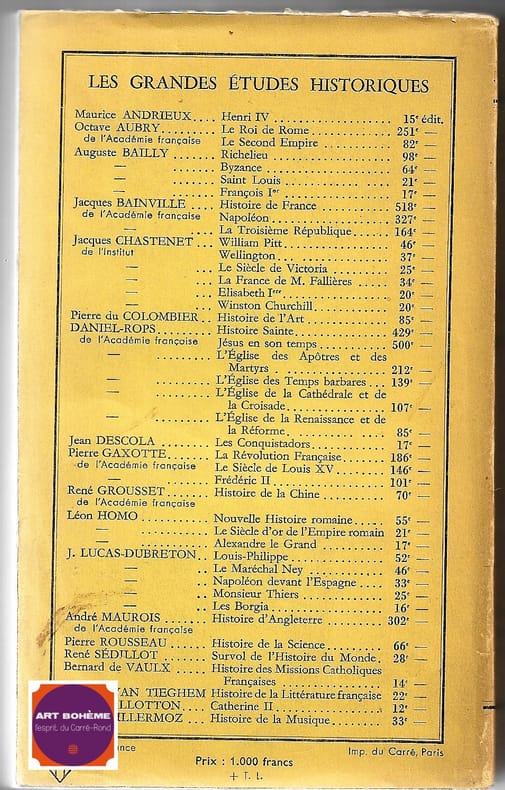 LES GRANDES ÉTUDES HISTORIQUES
Maurice ANDRIEUX.... Henri IV .................... 15ᵉ édit.
Octave AUBRY......... Le Roi de Rome ............ 251ᵉ —
de l'Académie française Le Second Empire ........... 82ᵉ —
Auguste BAILLY ....... Richelieu .................... 98ᵉ —
— ....... Byzance .................... 64ᵉ —
— ....... Saint Louis .................. 21ᵉ —
— ....... François Iᵉʳ ................. 17ᵉ —
Jacques BAINVILLE .... Histoire de France ........... 518ᵉ —
de l'Académie française Napoléon .................... 327ᵉ —
— ... La Troisième République ...... 164ᵉ —
Jacques CHASTENET ... William Pitt .................. 46ᵉ —
de l'Institut Wellington .................... 37ᵉ —
— ... Le Siècle de Victoria ......... 25ᵉ —
— ... La France de M. Fallières .... 34ᵉ —
— ... Elisabeth Iʳᵉ ................. 20ᵉ —
— ... Winston Churchill ............ 20ᵉ —
Pierre du COLOMBIER .. Histoire de l'Art ............. 85ᵉ —
DANIEL-ROPS ......... Histoire Sainte .............. 429ᵉ —
de l'Académie française Jésus en son temps .......... 500ᵉ —
— ...... L'Église des Apôtres et des
Martyrs .................. 212ᵉ —
— ...... L'Église des Temps barbares ... 139ᵉ —
— ...... L'Église de la Cathédrale et de
la Croisade ............... 107ᵉ —
— ...... L'Église de la Renaissance et de
la Réforme ................ 85ᵉ —
Jean DESCOLA ........ Les Conquistadors ............ 17ᵉ —
Pierre GAXOTTE ....... La Révolution Française ....... 186ᵉ —
de l'Académie française Le Siècle de Louis XV ........ 146ᵉ —
— ....... Frédéric II ................... 101ᵉ —
René GROUSSET ....... Histoire de la Chine .......... 70ᵉ —
de l'Académie française
Léon HOMO .......... Nouvelle Histoire romaine ..... 55ᵉ —
— .......... Le Siècle d'or de l'Empire romain 21ᵉ —
— .......... Alexandre le Grand ........... 17ᵉ —
J. LUCAS-DUBRETON .. Louis-Philippe ................ 52ᵉ —
— .. Le Maréchal Ney ............. 46ᵉ —
— .. Napoléon devant l'Espagne .... 33ᵉ —
— .. Monsieur Thiers .............. 25ᵉ —
— .. Les Borgia ................... 16ᵉ —
André MAUROIS ....... Histoire d'Angleterre ......... 302ᵉ —
de l'Académie française
Pierre ROUSSEAU ...... Histoire de la Science ......... 66ᵉ —
René SÉDILLOT ....... Survol de l'Histoire du Monde . 28ᵉ —
Bernard de VAULX .... Histoire des Missions Catholiques
Françaises ................. 14ᵉ —
VAN TIEGHEM Histoire de la Littérature française 22ᵉ —
LLOTTON ..... Catherine II .................. 12ᵉ —
ILLERMOZ .... Histoire de la Musique ........ 33ᵉ —
ART BOHÈME
l'esprit du Carré-Rond
ance
Imp. du Carré, Paris
Prix : 1.000 francs
+ T. L.